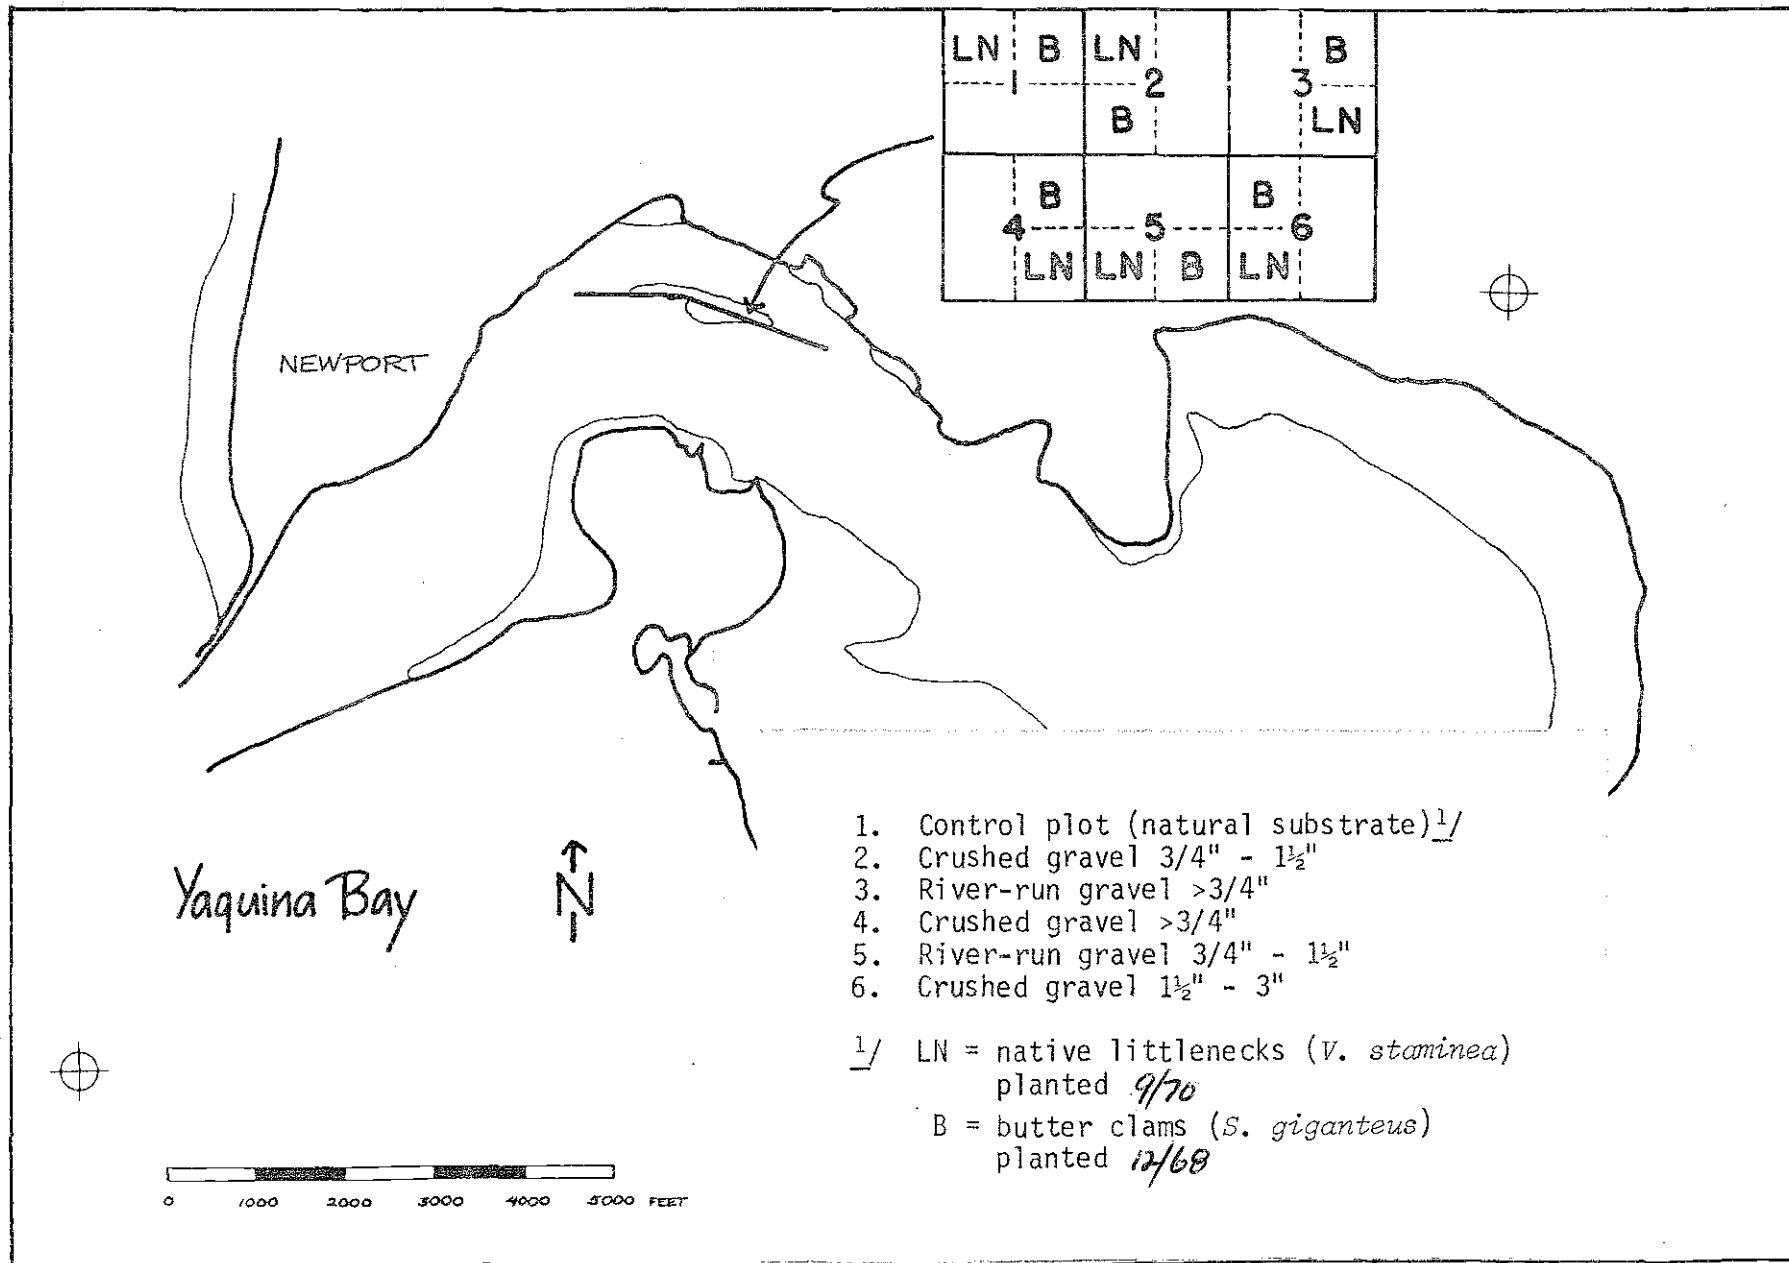 LN B LN B
1 2 3
B LN
B B
4 5 6
LN LN B LN
NEWPORT
1. Control plot (natural substrate)1/
2. Crushed gravel 3/4" - 1½"
3. River-run gravel >3/4"
4. Crushed gravel >3/4"
5. River-run gravel 3/4" - 1½"
6. Crushed gravel 1½" - 3"
Yaquina Bay
N
1/ LN = native littlenecks (V. staminea)
planted 9/70
B = butter clams (S. giganteus)
planted 12/68
0 1000 2000 3000 4000 5000 FEET